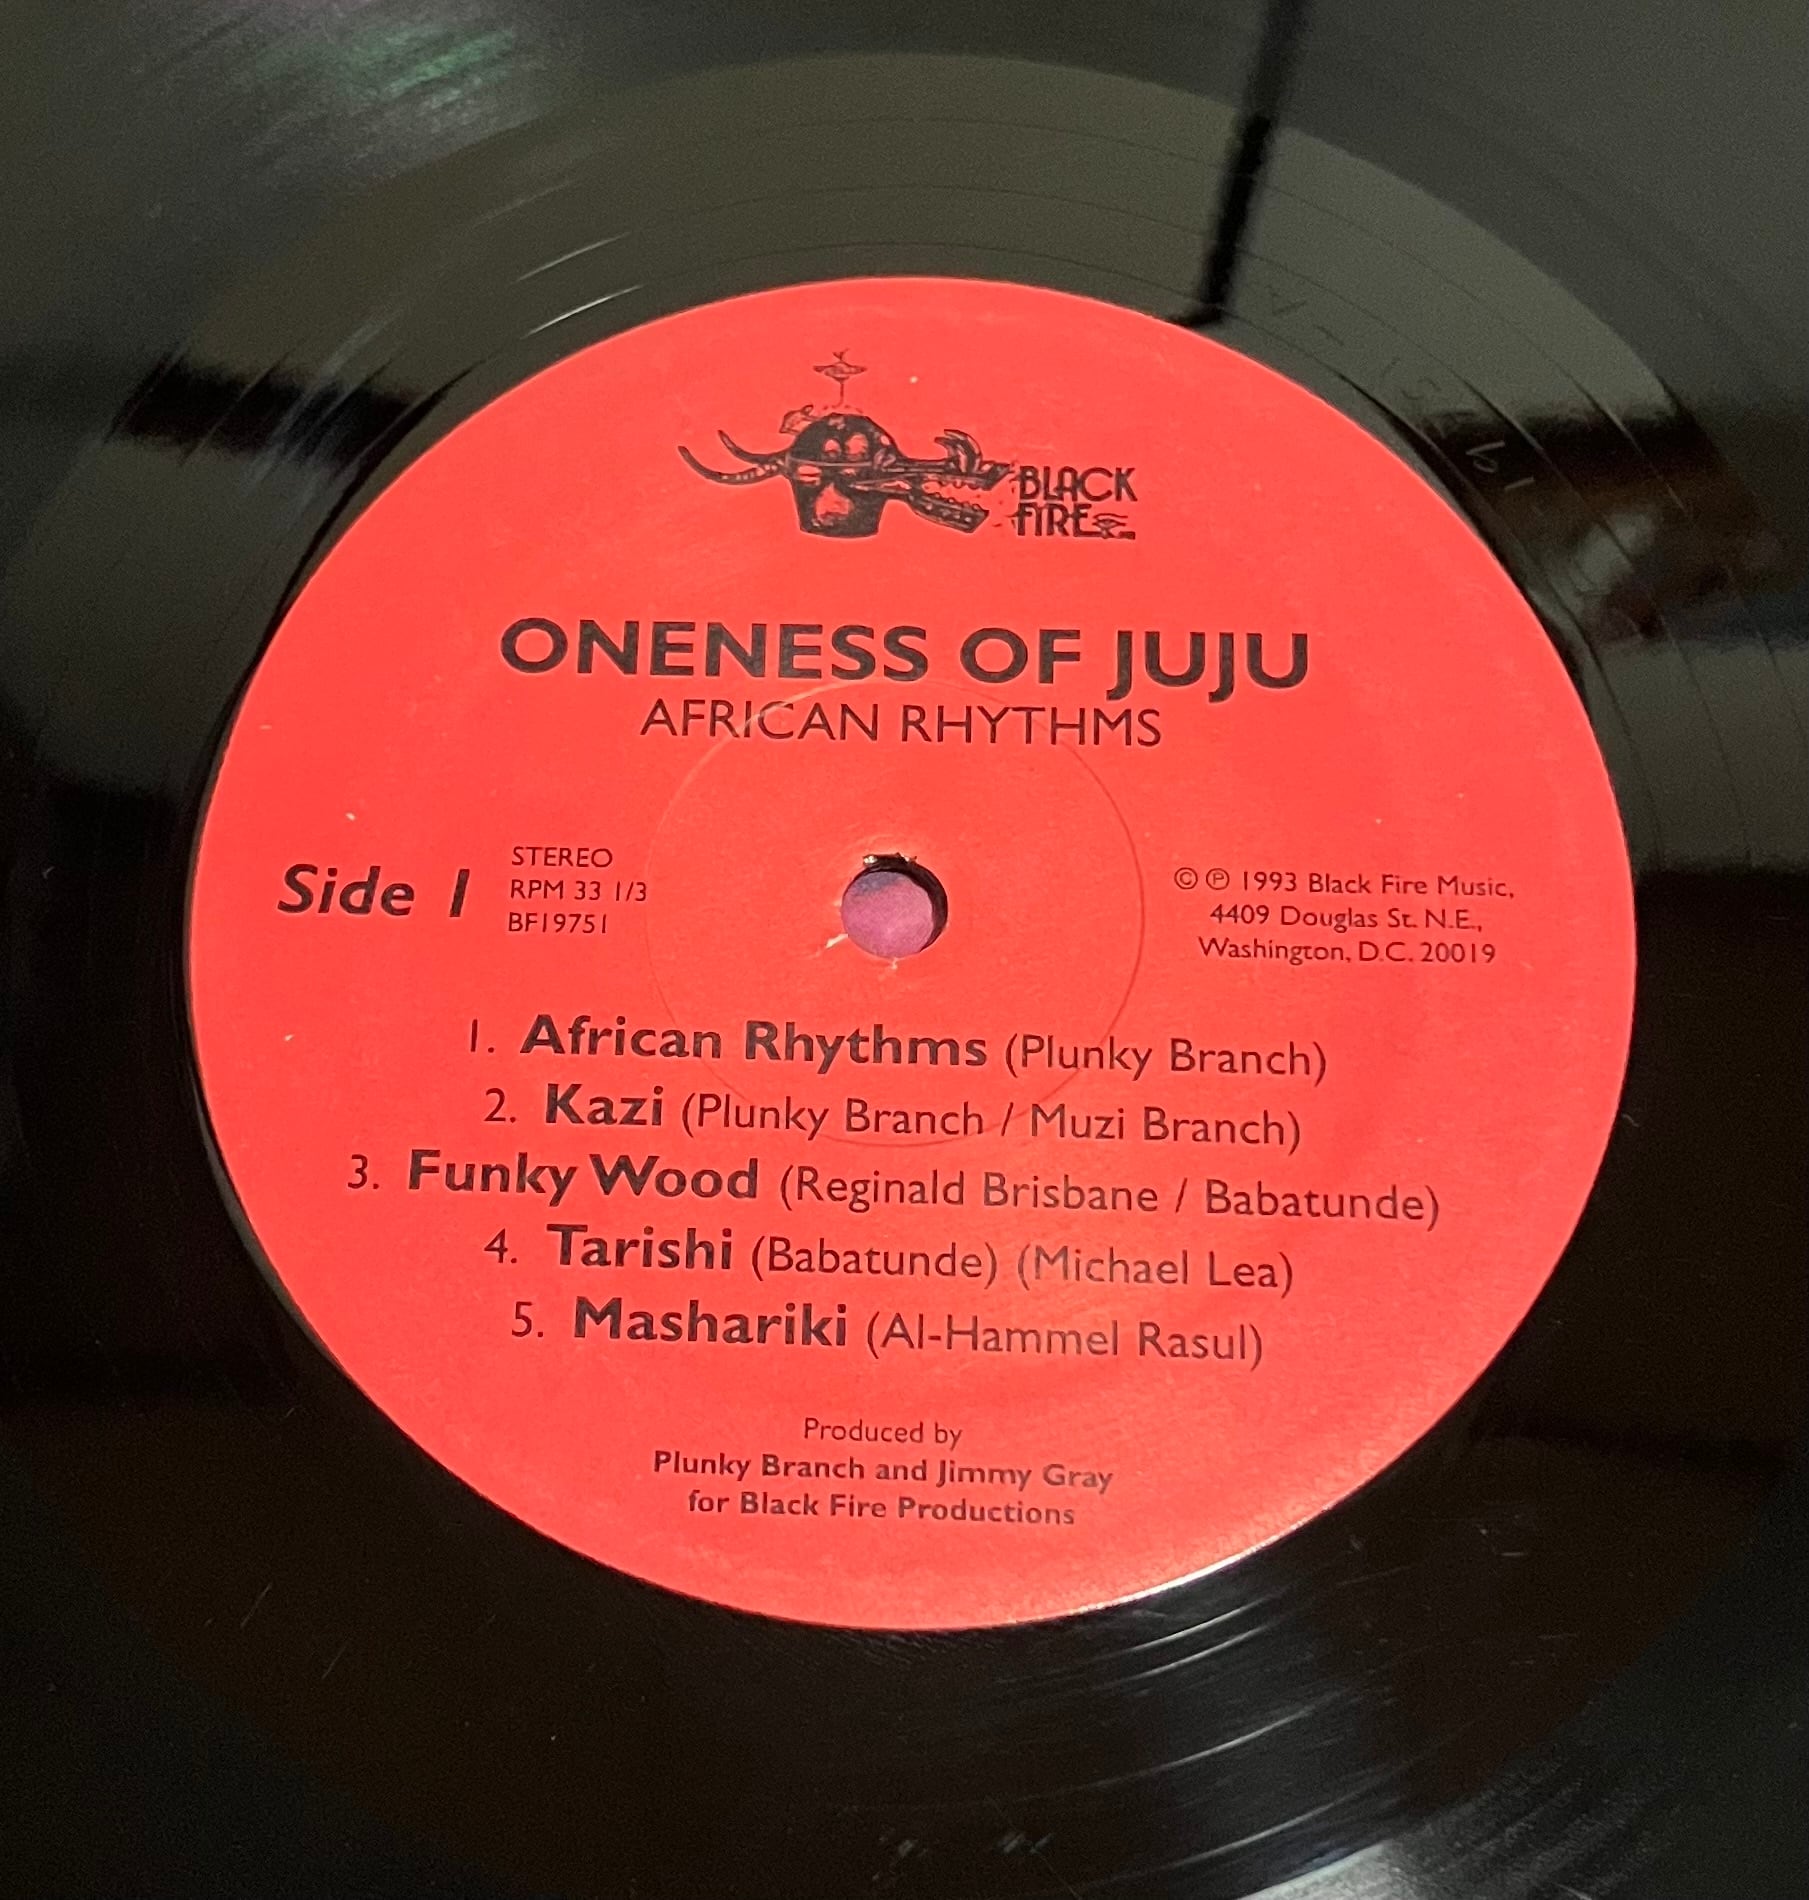 BLACK
FIRE
ONENESS OF JUJU
AFRICAN RHYTHMS
Side 1
STEREO
RPM 33 1/3
BF19751
© ℗ 1993 Black Fire Music,
4409 Douglas St. N.E.,
Washington, D.C. 20019
1. African Rhythms (Plunky Branch)
2. Kazi (Plunky Branch / Muzi Branch)
3. Funky Wood (Reginald Brisbane / Babatunde)
4. Tarishi (Babatunde) (Michael Lea)
5. Mashariki (Al-Hammel Rasul)
Produced by
Plunky Branch and Jimmy Gray
for Black Fire Productions